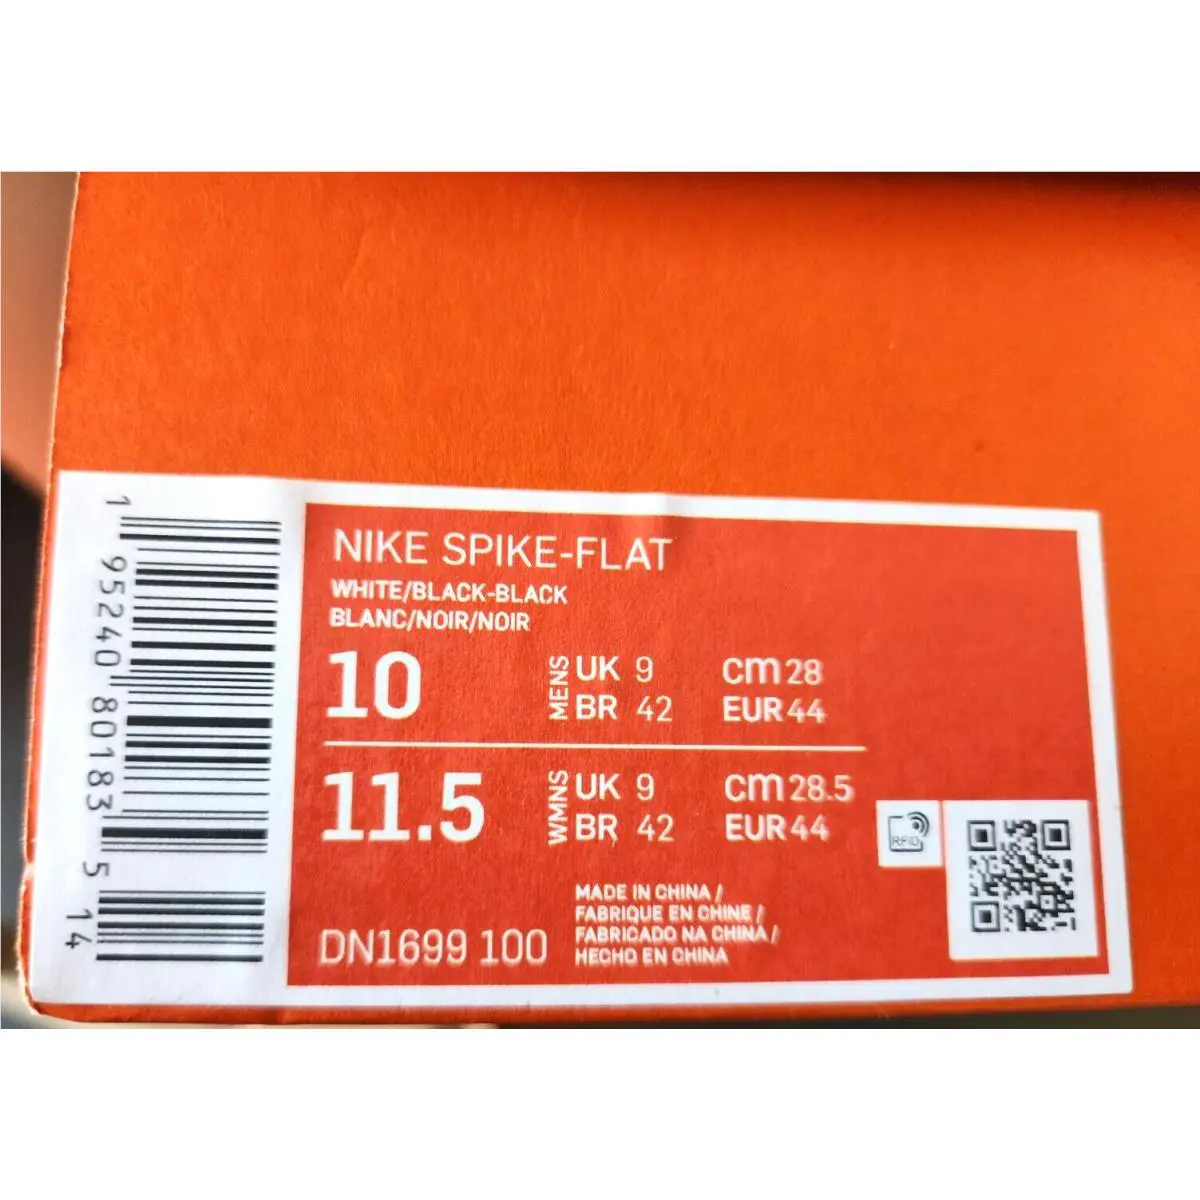 1 95240 80183 5 14
NIKE SPIKE-FLAT
WHITE/BLACK-BLACK
BLANC/NOIR/NOIR
10 MENS UK 9 cm 28
BR 42 EUR 44
11.5 WMNS UK 9 cm 28.5
BR 42 EUR 44
RFID
MADE IN CHINA /
FABRIQUE EN CHINE /
FABRICADO NA CHINA /
HECHO EN CHINA
DN1699 100